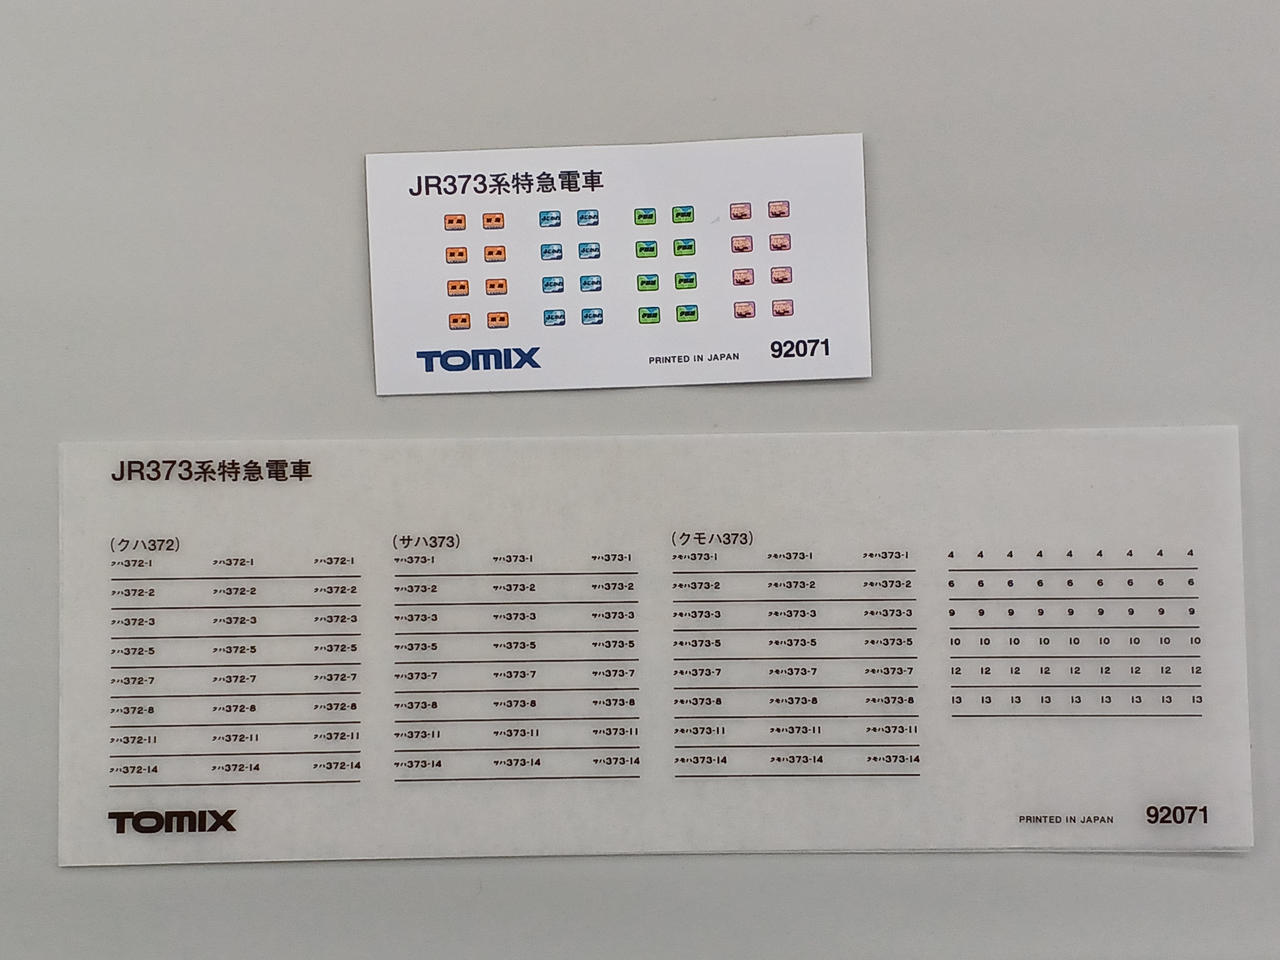 JR373系特急電車
TOMIX
PRINTED IN JAPAN
92071
JR373系特急電車
(クハ372) (サハ373) (クモハ373)
クハ372-1 クハ372-1 クハ372-1 サハ373-1 サハ373-1 サハ373-1 クモハ373-1 クモハ373-1 クモハ373-1 4 4 4 4 4 4 4 4 4
クハ372-2 クハ372-2 クハ372-2 サハ373-2 サハ373-2 サハ373-2 クモハ373-2 クモハ373-2 クモハ373-2 6 6 6 6 6 6 6 6 6
クハ372-3 クハ372-3 クハ372-3 サハ373-3 サハ373-3 サハ373-3 クモハ373-3 クモハ373-3 クモハ373-3 9 9 9 9 9 9 9 9 9
クハ372-5 クハ372-5 クハ372-5 サハ373-5 サハ373-5 サハ373-5 クモハ373-5 クモハ373-5 クモハ373-5 10 10 10 10 10 10 10 10 10
クハ372-7 クハ372-7 クハ372-7 サハ373-7 サハ373-7 サハ373-7 クモハ373-7 クモハ373-7 クモハ373-7 12 12 12 12 12 12 12 12 12
クハ372-8 クハ372-8 クハ372-8 サハ373-8 サハ373-8 サハ373-8 クモハ373-8 クモハ373-8 クモハ373-8 13 13 13 13 13 13 13 13 13
クハ372-11 クハ372-11 クハ372-11 サハ373-11 サハ373-11 サハ373-11 クモハ373-11 クモハ373-11 クモハ373-11
クハ372-14 クハ372-14 クハ372-14 サハ373-14 サハ373-14 サハ373-14 クモハ373-14 クモハ373-14 クモハ373-14
TOMIX
PRINTED IN JAPAN
92071